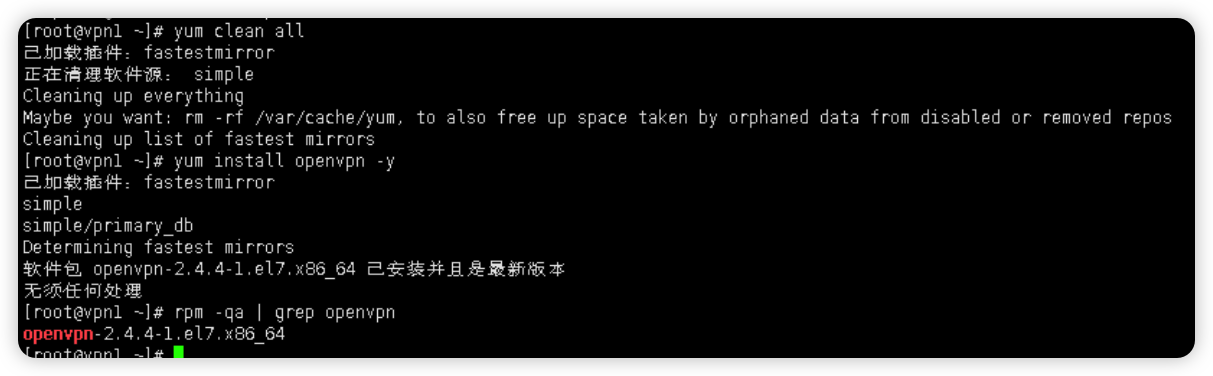 [root@vpn1 ~]# yum clean all
已加载插件：fastestmirror
正在清理软件源： simple
Cleaning up everything
Maybe you want: rm -rf /var/cache/yum, to also free up space taken by orphaned data from disabled or removed repos
Cleaning up list of fastest mirrors
[root@vpn1 ~]# yum install openvpn -y
已加载插件：fastestmirror
simple
simple/primary_db
Determining fastest mirrors
软件包 openvpn-2.4.4-1.el7.x86_64 已安装并且是最新版本
无须任何处理
[root@vpn1 ~]# rpm -qa | grep openvpn
openvpn-2.4.4-1.el7.x86_64
[root@vpn1 ~]#